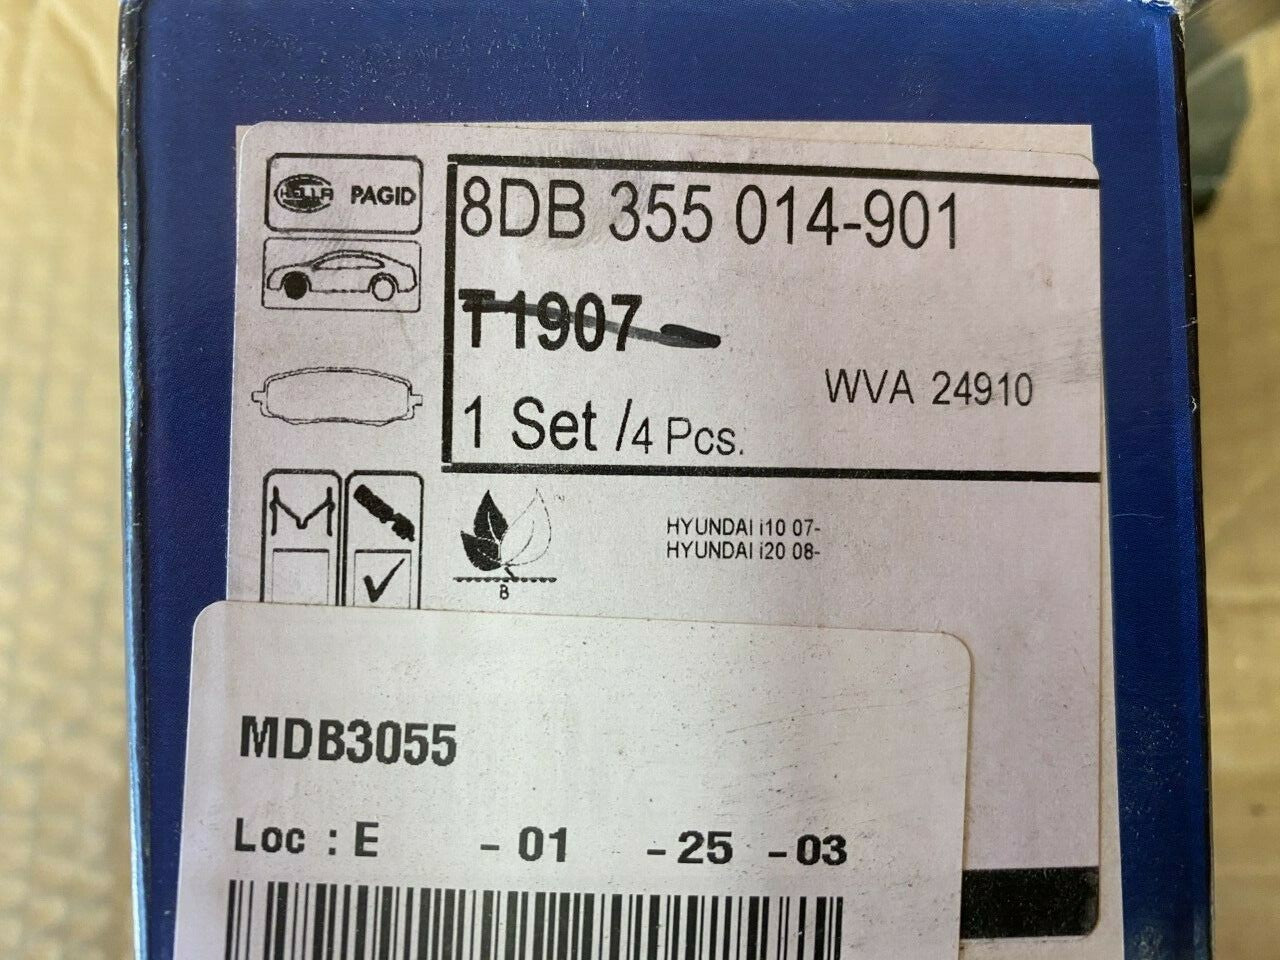 HELLA PAGID
8DB 355 014-901
T1907
WVA 24910
1 Set /4 Pcs.
HYUNDAI i10 07-
HYUNDAI i20 08-
B
MDB3055
Loc : E - 01 - 25 - 03